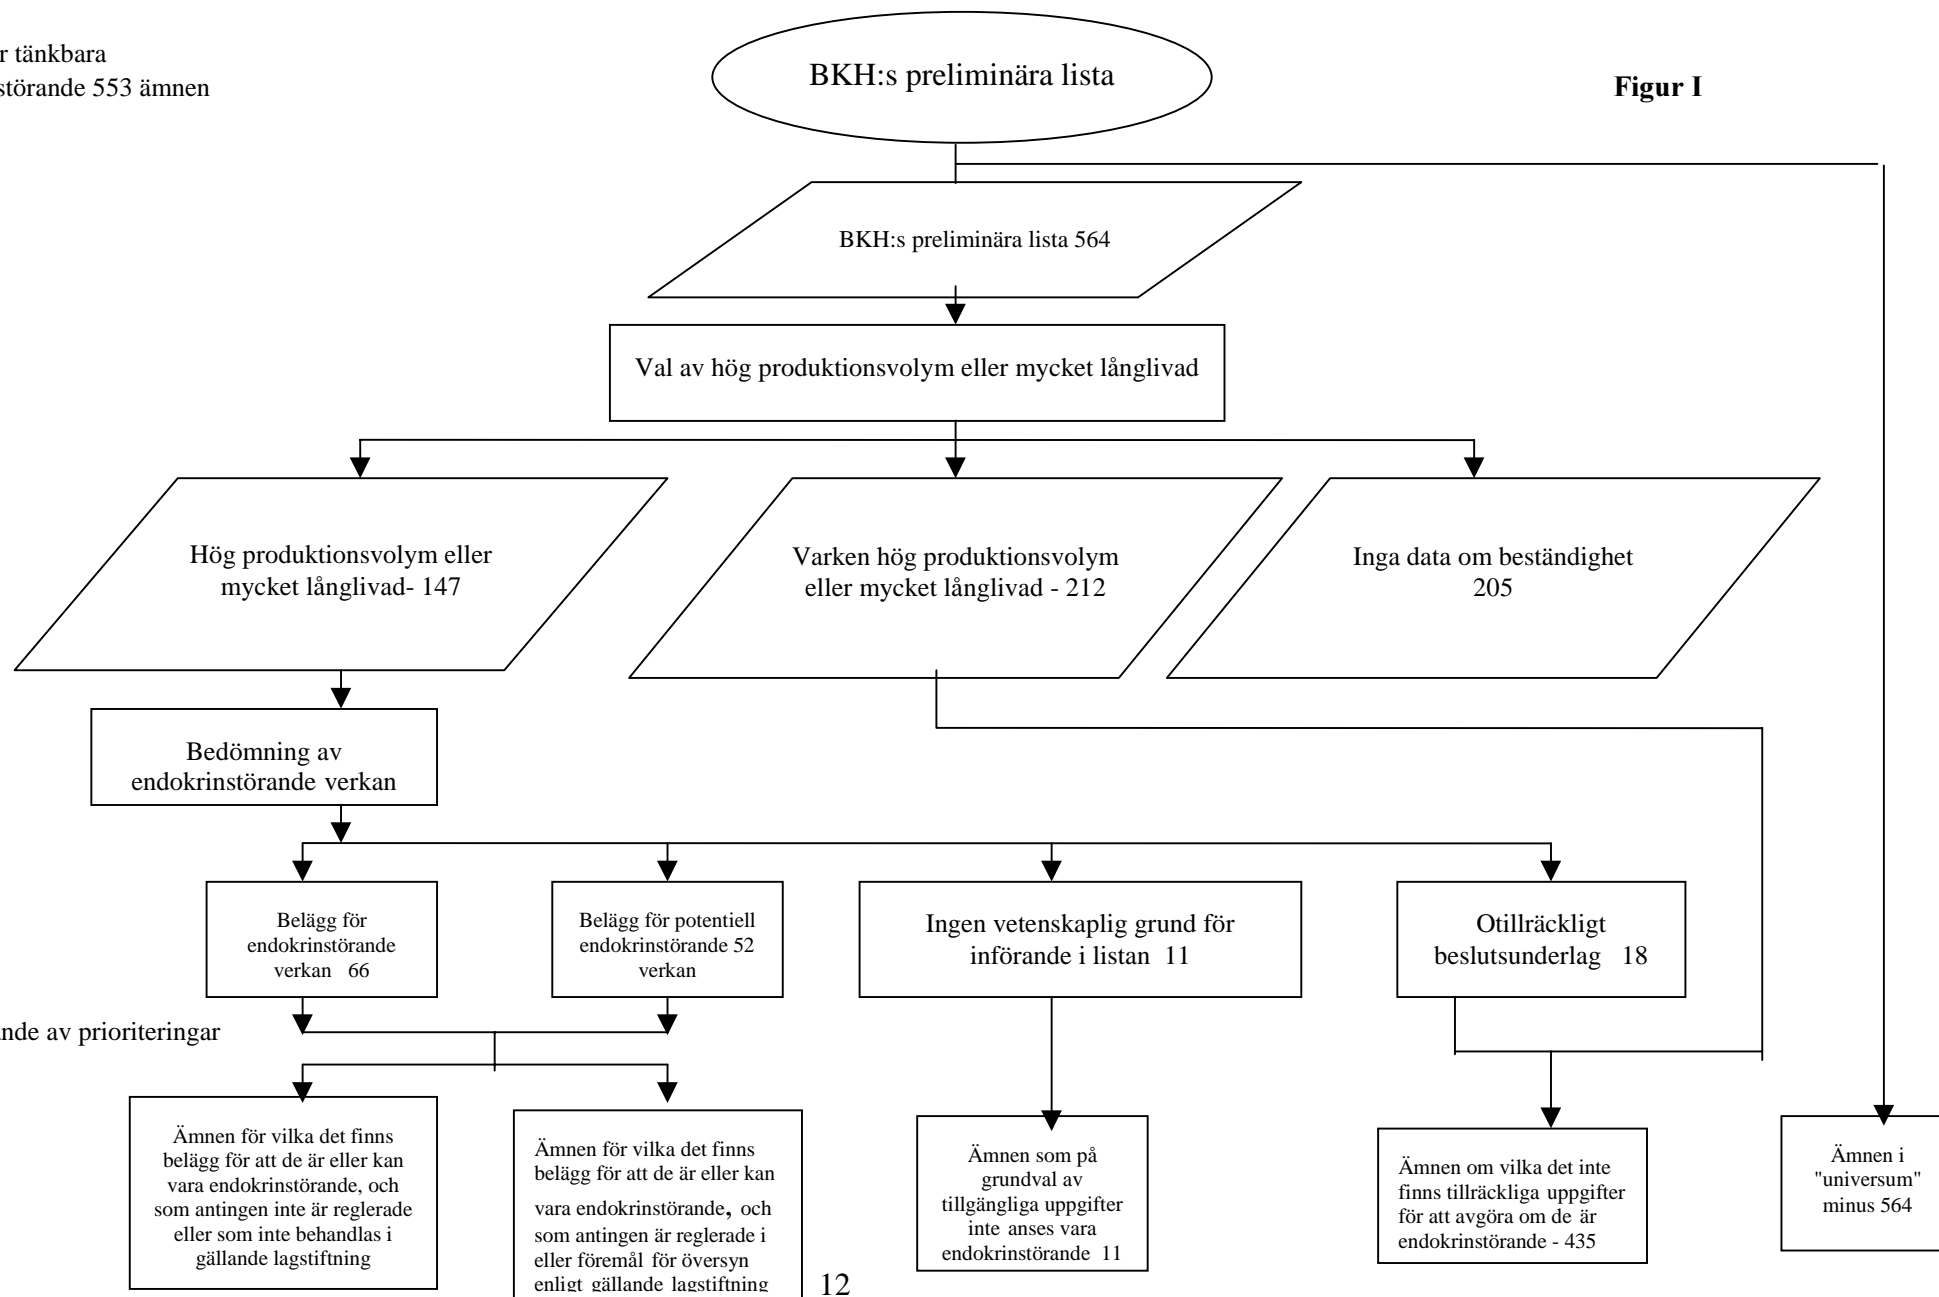 r tänkbara
störande 553 ämnen
BKH:s preliminära lista
Figur I
BKH:s preliminära lista 564
Val av hög produktionsvolym eller mycket långlivad
Hög produktionsvolym eller
mycket långlivad- 147
Varken hög produktionsvolym
eller mycket långlivad - 212
Inga data om beständighet
205
Bedömning av
endokrinstörande verkan
Belägg för
endokrinstörande
verkan 66
Belägg för potentiell
endokrinstörande 52
verkan
Ingen vetenskaplig grund för
införande i listan 11
Otillräckligt
beslutsunderlag 18
nde av prioriteringar
Ämnen för vilka det finns
belägg för att de är eller kan
vara endokrinstörande, och
som antingen inte är reglerade
eller som inte behandlas i
gällande lagstiftning
Ämnen för vilka det finns
belägg för att de är eller kan
vara endokrinstörande, och
som antingen är reglerade i
eller föremål för översyn
enligt gällande lagstiftning
Ämnen som på
grundval av
tillgängliga uppgifter
inte anses vara
endokrinstörande 11
Ämnen om vilka det inte
finns tillräckliga uppgifter
för att avgöra om de är
endokrinstörande - 435
Ämnen i
"universum"
minus 564
12